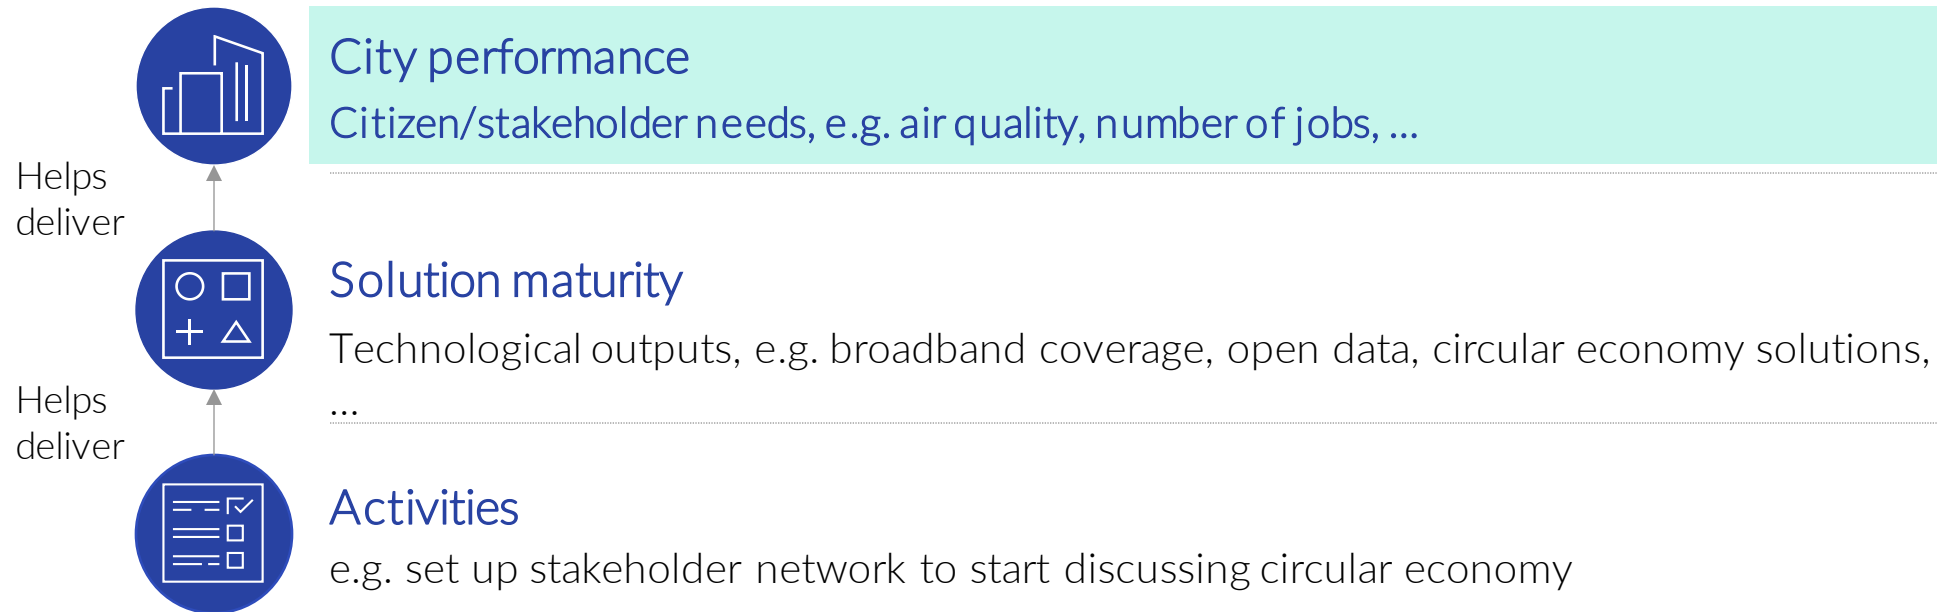 City performance
Citizen/stakeholder needs, e.g. air quality, number of jobs, ...
Helps
deliver
Solution maturity
Technological outputs, e.g. broadband coverage, open data, circular economy solutions,
...
Helps
deliver
Activities
e.g. set up stakeholder network to start discussing circular economy